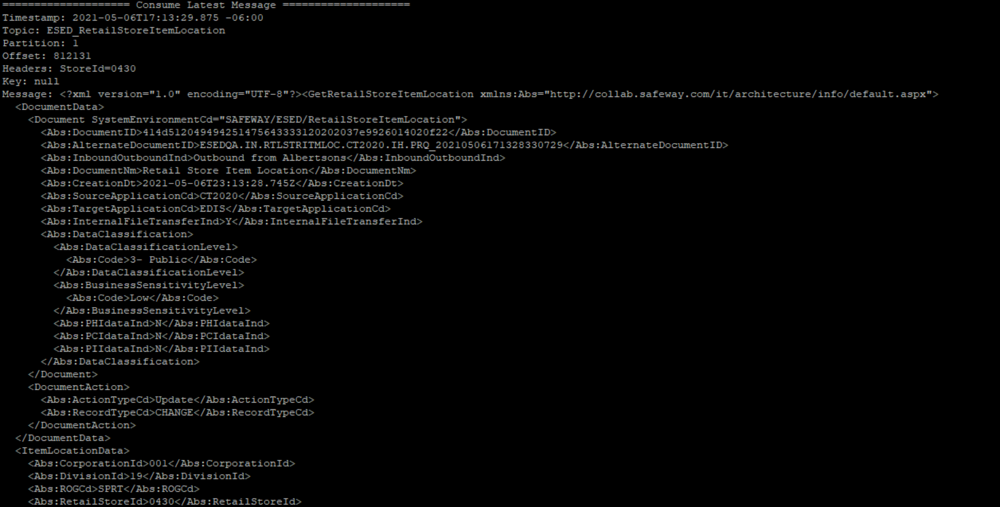 ==================== Consume Latest Message ====================
Timestamp: 2021-05-06T17:13:29.875 -06:00
Topic: ESED_RetailStoreItemLocation
Partition: 1
Offset: 812131
Headers: StoreId=0430
Key: null
Message: <?xml version="1.0" encoding="UTF-8"?><GetRetailStoreItemLocation xmlns:Abs="http://collab.safeway.com/it/architecture/info/default.aspx">
  <DocumentData>
    <Document SystemEnvironmentCd="SAFEWAY/ESED/RetailStoreItemLocation">
      <Abs:DocumentID>414d51204949425147564333312020203 7e9926014020f22</Abs:DocumentID>
      <Abs:AlternateDocumentID>ESEDQA.IN.RTLSTRITMLOC.CT2020.IH.PRQ_20210506171328330729</Abs:AlternateDocumentID>
      <Abs:InboundOutboundInd>Outbound from Albertsons</Abs:InboundOutboundInd>
      <Abs:DocumentNm>Retail Store Item Location</Abs:DocumentNm>
      <Abs:CreationDt>2021-05-06T23:13:28.745Z</Abs:CreationDt>
      <Abs:SourceApplicationCd>CT2020</Abs:SourceApplicationCd>
      <Abs:TargetApplicationCd>EDIS</Abs:TargetApplicationCd>
      <Abs:InternalFileTransferInd>Y</Abs:InternalFileTransferInd>
      <Abs:DataClassification>
        <Abs:DataClassificationLevel>
          <Abs:Code>3- Public</Abs:Code>
        </Abs:DataClassificationLevel>
        <Abs:BusinessSensitivityLevel>
          <Abs:Code>Low</Abs:Code>
        </Abs:BusinessSensitivityLevel>
        <Abs:PHIdataInd>N</Abs:PHIdataInd>
        <Abs:PCIdataInd>N</Abs:PCIdataInd>
        <Abs:PIIdataInd>N</Abs:PIIdataInd>
      </Abs:DataClassification>
    </Document>
    <DocumentAction>
      <Abs:ActionTypeCd>Update</Abs:ActionTypeCd>
      <Abs:RecordTypeCd>CHANGE</Abs:RecordTypeCd>
    </DocumentAction>
  </DocumentData>
  <ItemLocationData>
    <Abs:CorporationId>001</Abs:CorporationId>
    <Abs:DivisionId>19</Abs:DivisionId>
    <Abs:ROGCd>SPRT</Abs:ROGCd>
    <Abs:RetailStoreId>0430</Abs:RetailStoreId>